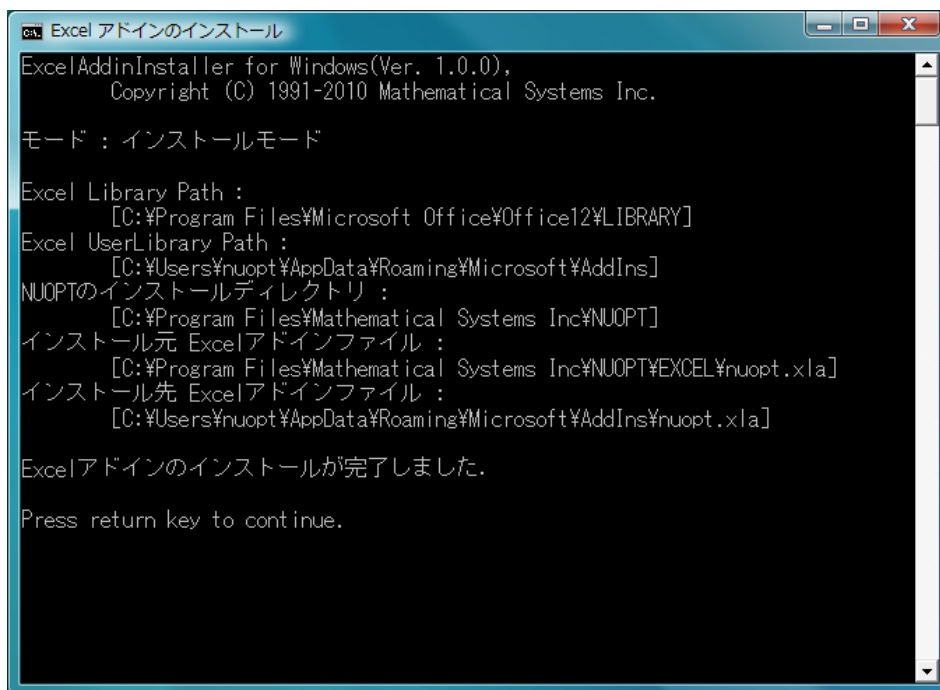 Excel アドインのインストール
ExcelAddinInstaller for Windows(Ver. 1.0.0),
Copyright (C) 1991-2010 Mathematical Systems Inc.
モード : インストールモード
Excel Library Path :
[C:¥Program Files¥Microsoft Office¥Office12¥LIBRARY]
Excel UserLibrary Path :
[C:¥Users¥nuopt¥AppData¥Roaming¥Microsoft¥AddIns]
NUOPTのインストールディレクトリ :
[C:¥Program Files¥Mathematical Systems Inc¥NUOPT]
インストール元 Excelアドインファイル :
[C:¥Program Files¥Mathematical Systems Inc¥NUOPT¥EXCEL¥nuopt.xla]
インストール先 Excelアドインファイル :
[C:¥Users¥nuopt¥AppData¥Roaming¥Microsoft¥AddIns¥nuopt.xla]
Excelアドインのインストールが完了しました.
Press return key to continue.